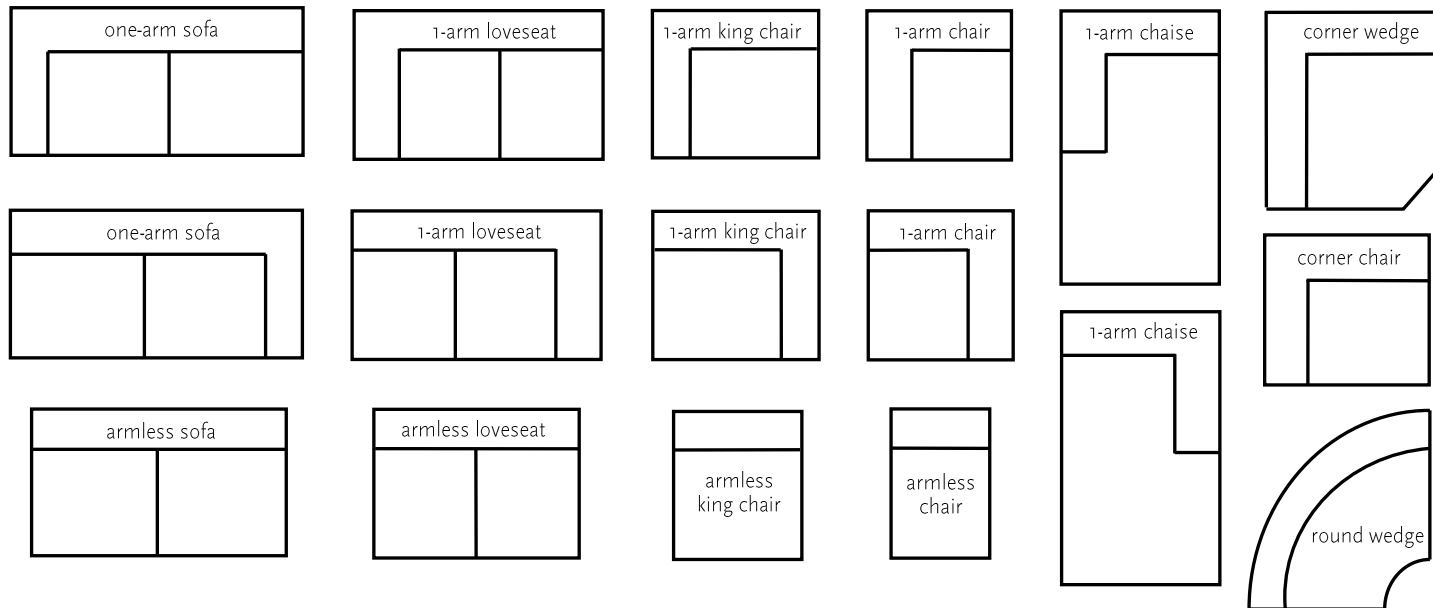 one-arm sofa
1-arm loveseat
1-arm king chair
1-arm chair
1-arm chaise
corner wedge
one-arm sofa
1-arm loveseat
1-arm king chair
1-arm chair
corner chair
1-arm chaise
armless sofa
armless loveseat
armless
king chair
armless
chair
round wedge